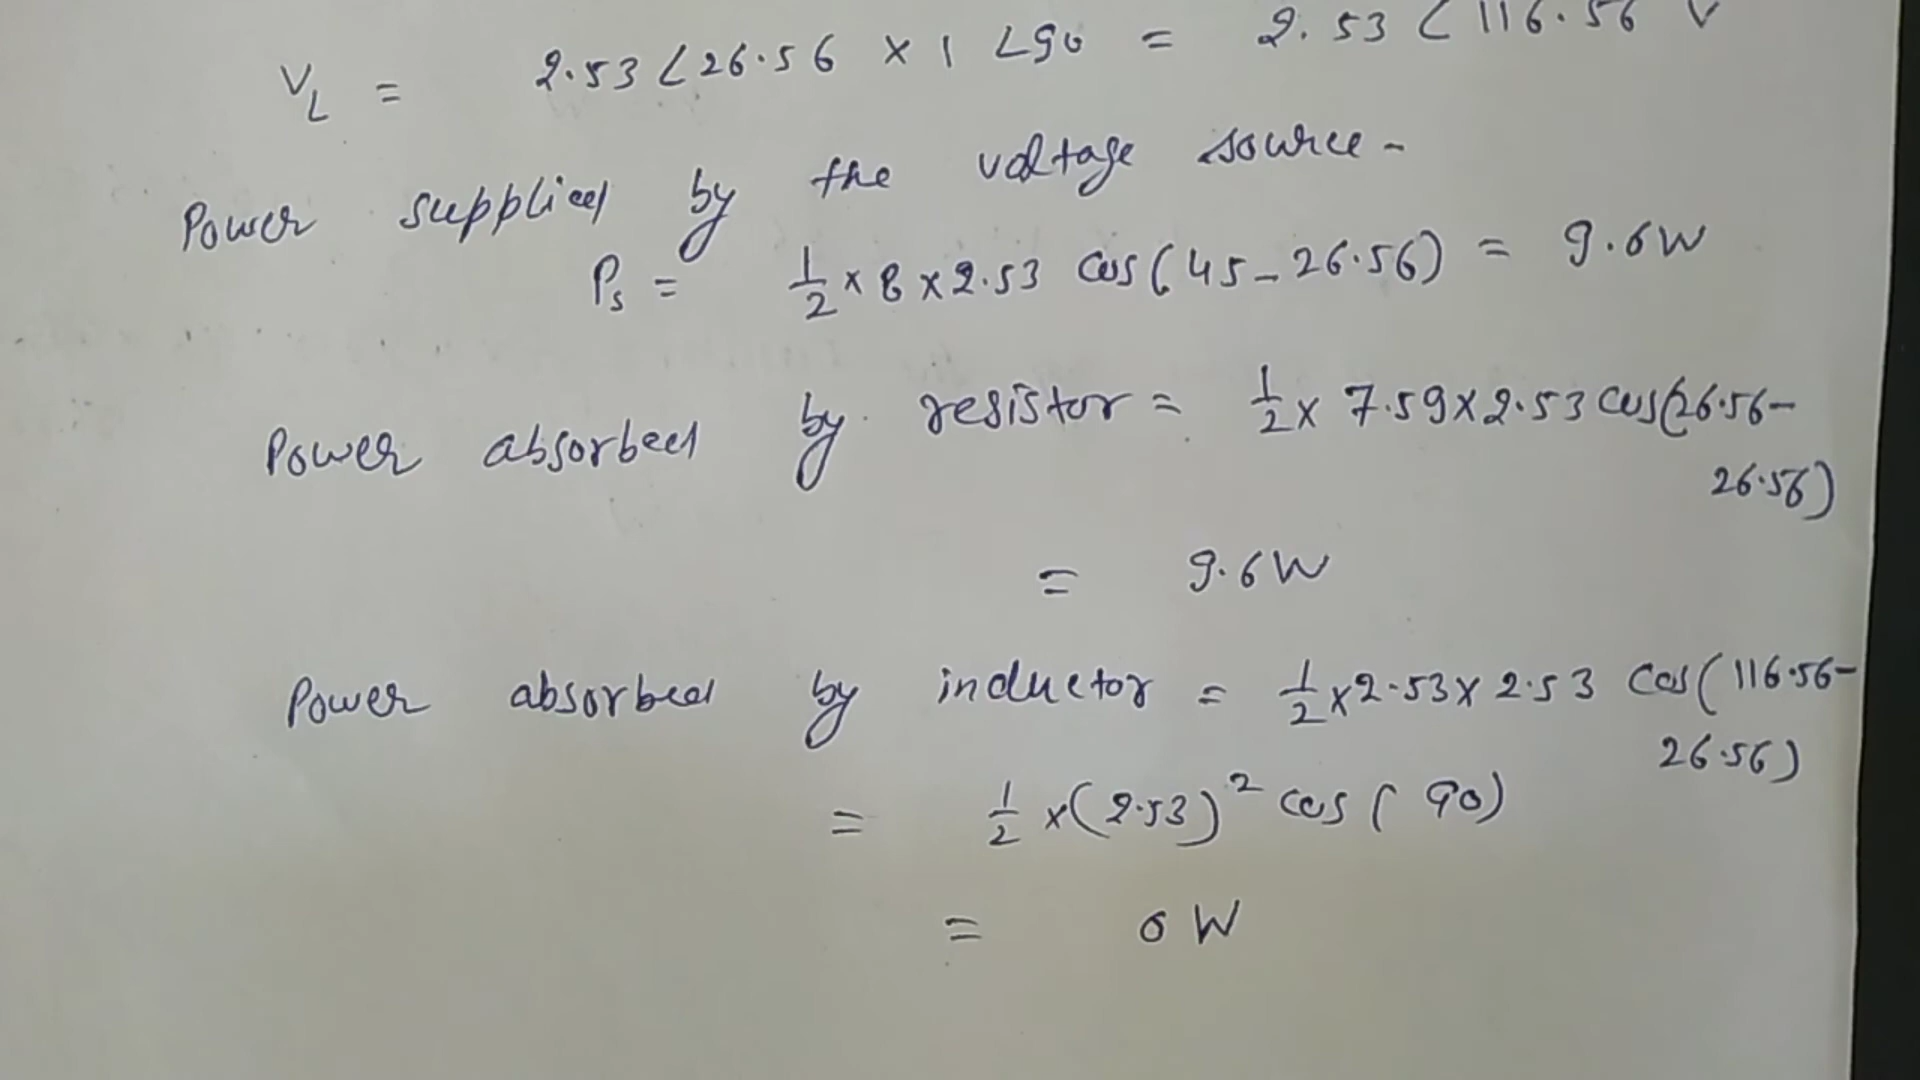 V_L = 2.53∠26.56 × 1∠90 = 2.53∠116.56 V
Power supplied by the voltage source -
P_s = 1/2 × 8 × 2.53 cos(45-26.56) = 9.6W
Power absorbed by resistor = 1/2 × 7.59×2.53 cos(26.56-
26.56)
= 9.6W
Power absorbed by inductor = 1/2 ×2.53× 2.53 cos(116.56-
26.56)
= 1/2 ×(2.53)² cos(90)
= 0 W